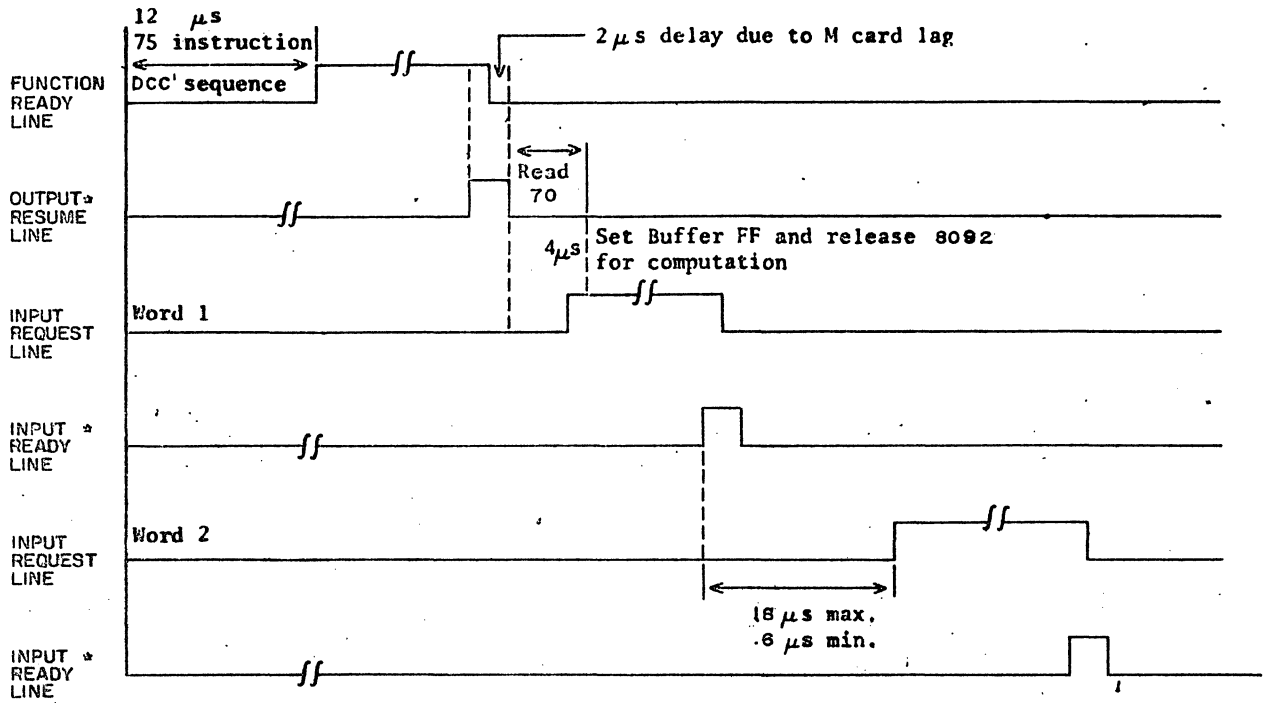 12 μs
75 instruction
DCC' sequence
2 μs delay due to M card lag
FUNCTION
READY
LINE
Read
70
OUTPUT*
RESUME
LINE
4μs
Set Buffer FF and release 8092
for computation
Word 1
INPUT
REQUEST
LINE
INPUT *
READY
LINE
Word 2
INPUT
REQUEST
LINE
16 μs max.
.6 μs min.
INPUT *
READY
LINE